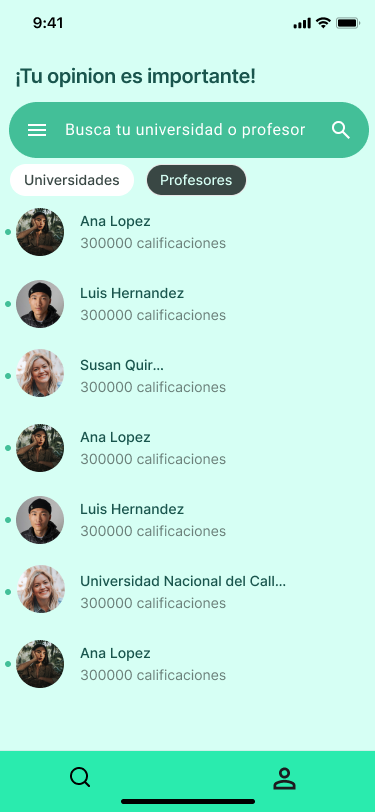 9:41
¡Tu opinion es importante!
Busca tu universidad o profesor
Universidades Profesores
Ana Lopez
300000 calificaciones
Luis Hernandez
300000 calificaciones
Susan Quir...
300000 calificaciones
Ana Lopez
300000 calificaciones
Luis Hernandez
300000 calificaciones
Universidad Nacional del Call...
300000 calificaciones
Ana Lopez
300000 calificaciones